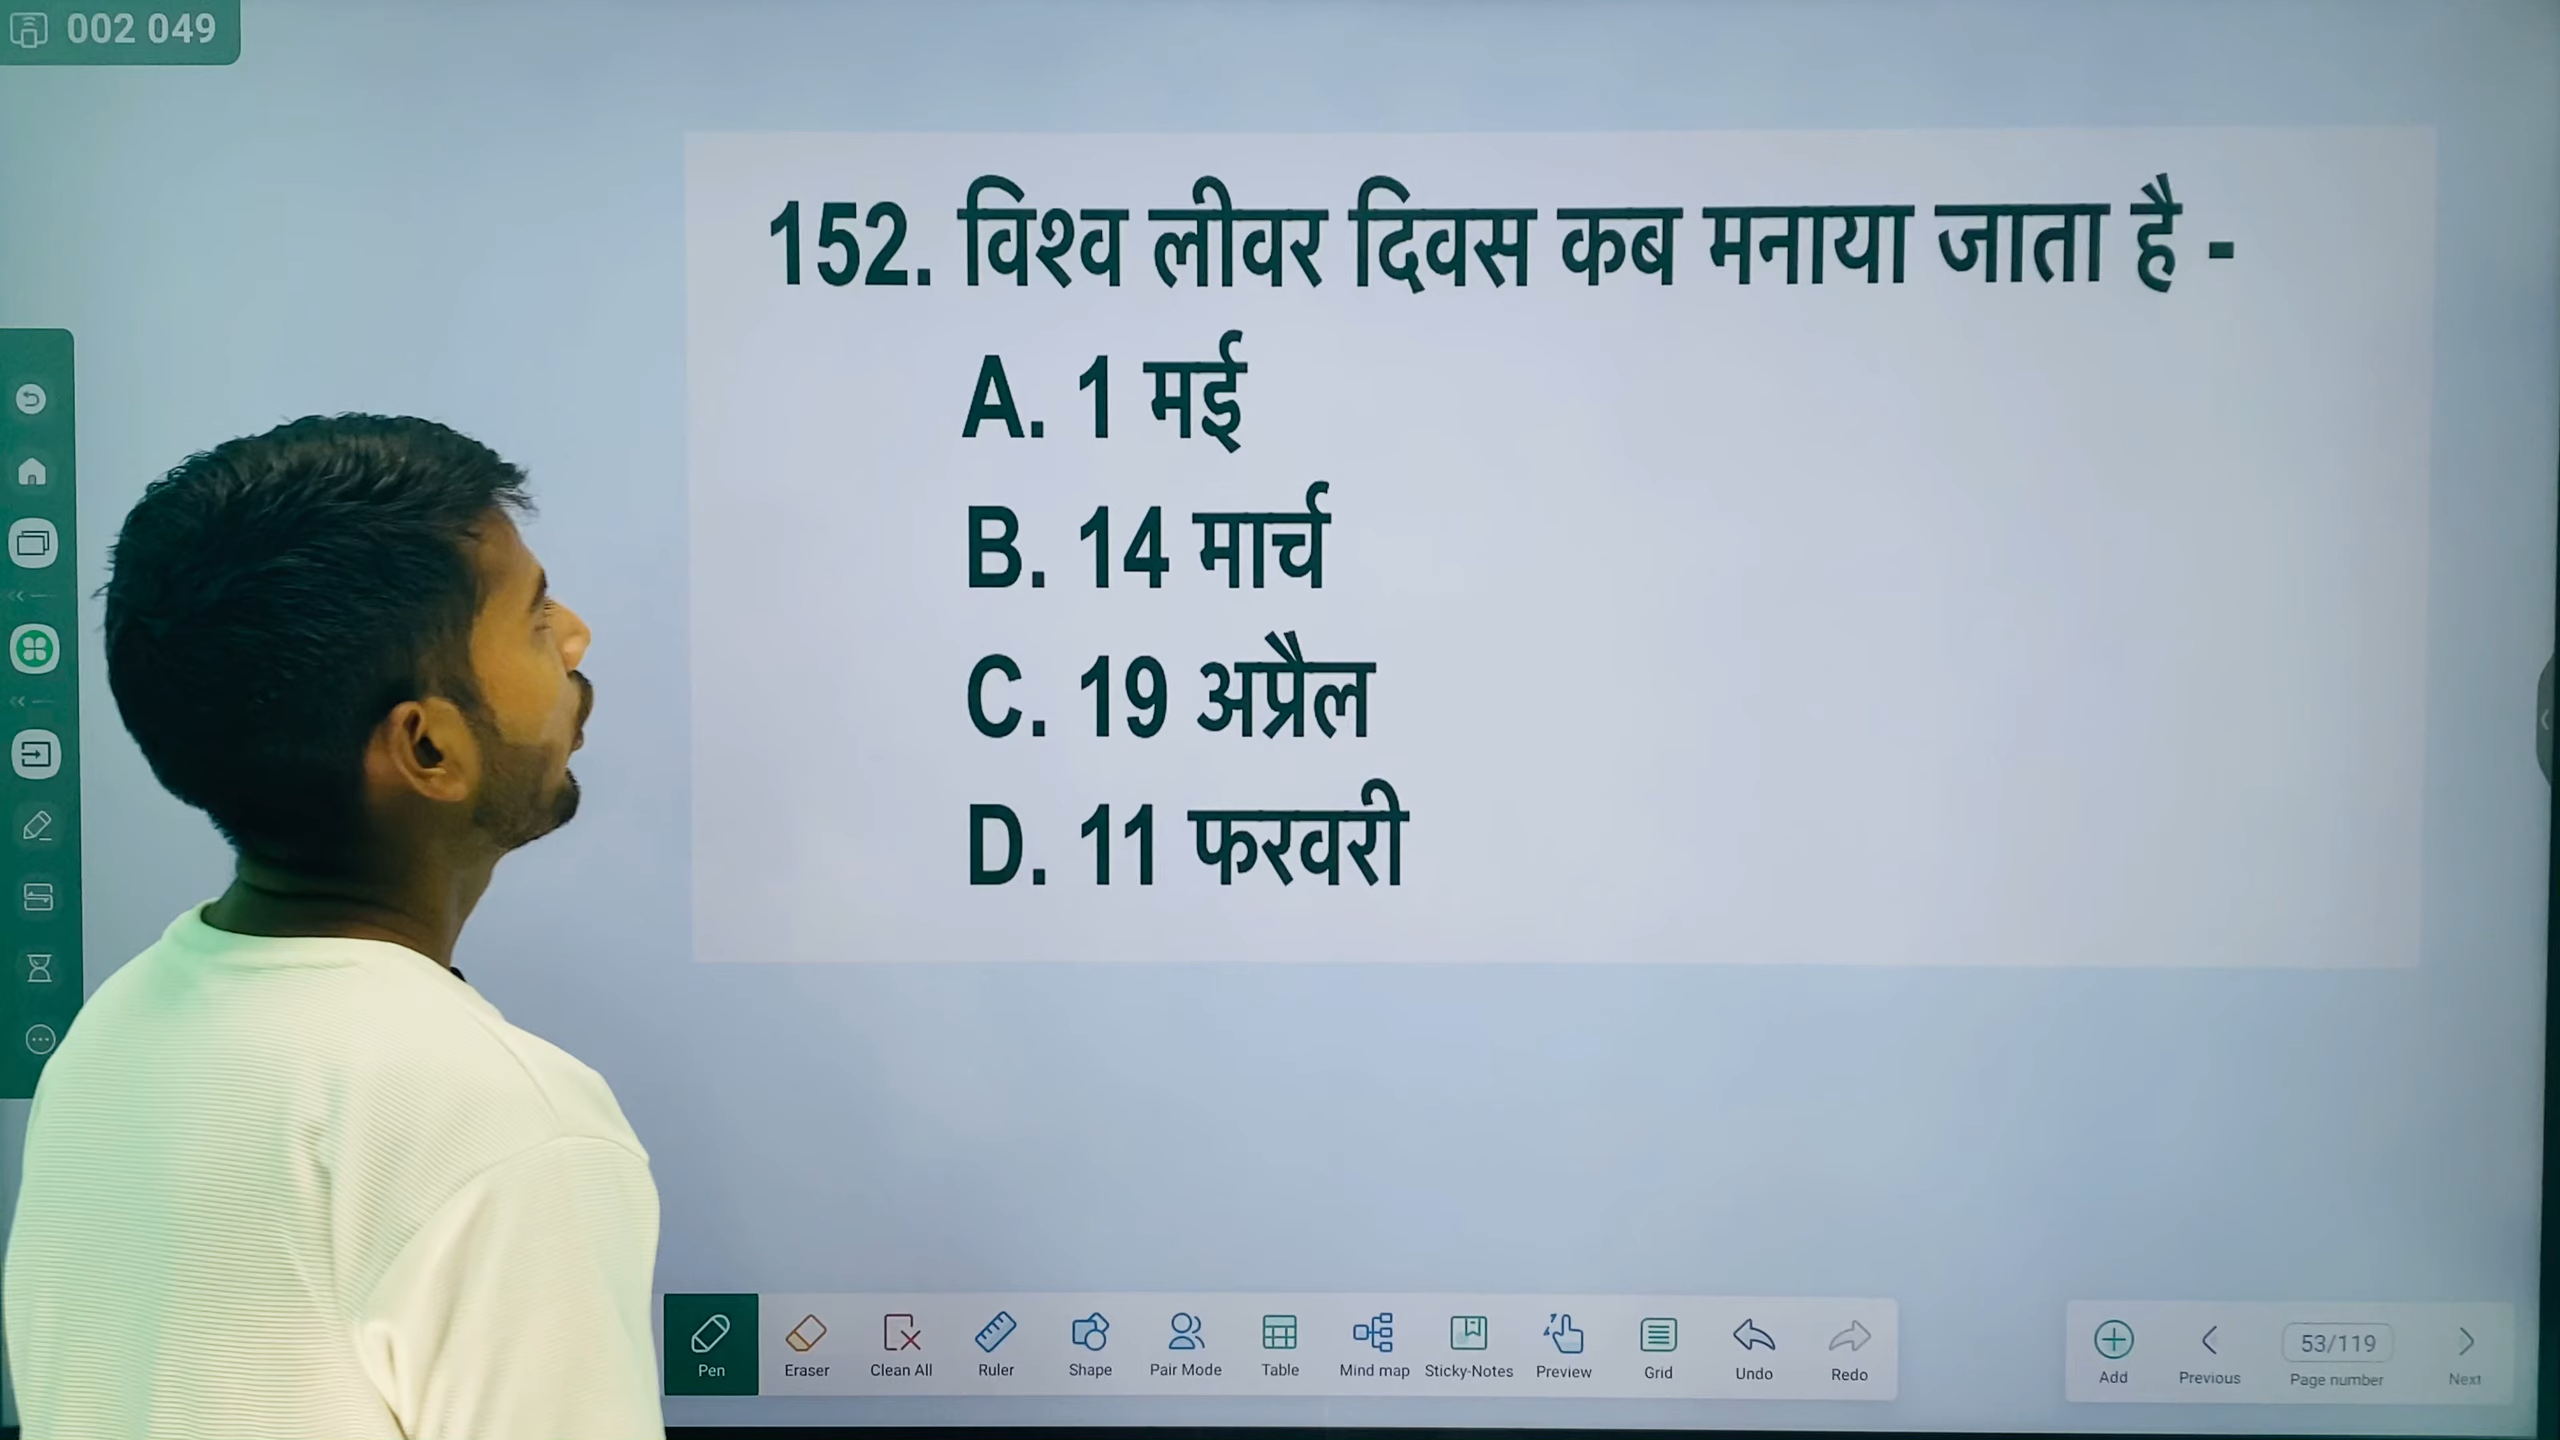 002 049
152. विश्व लीवर दिवस कब मनाया जाता है -
A. 1 मई
B. 14 मार्च
C. 19 अप्रैल
D. 11 फरवरी
Pen Eraser Clean All Ruler Shape Pair Mode Table Mind map Sticky-Notes Preview Grid Undo Redo
53/119
Add Previous Page number Next